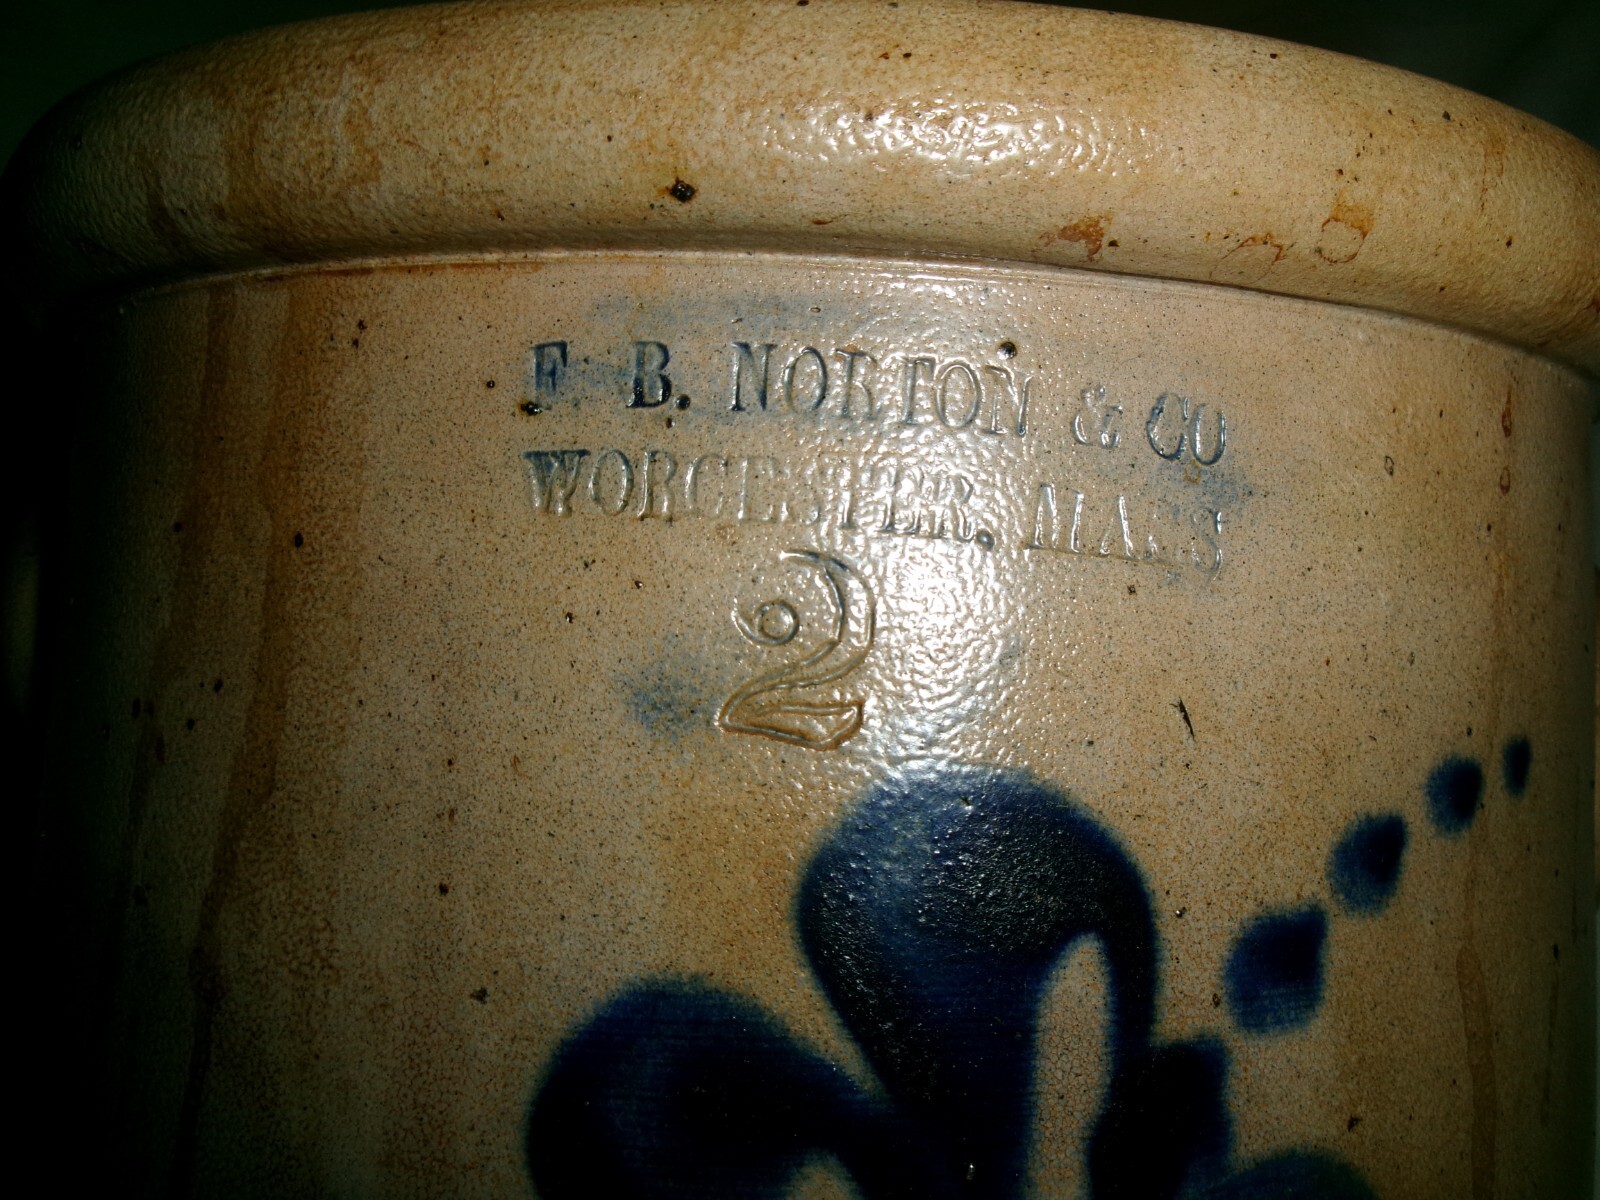 F. B. NORTON & CO
WORCESTER. MASS
2